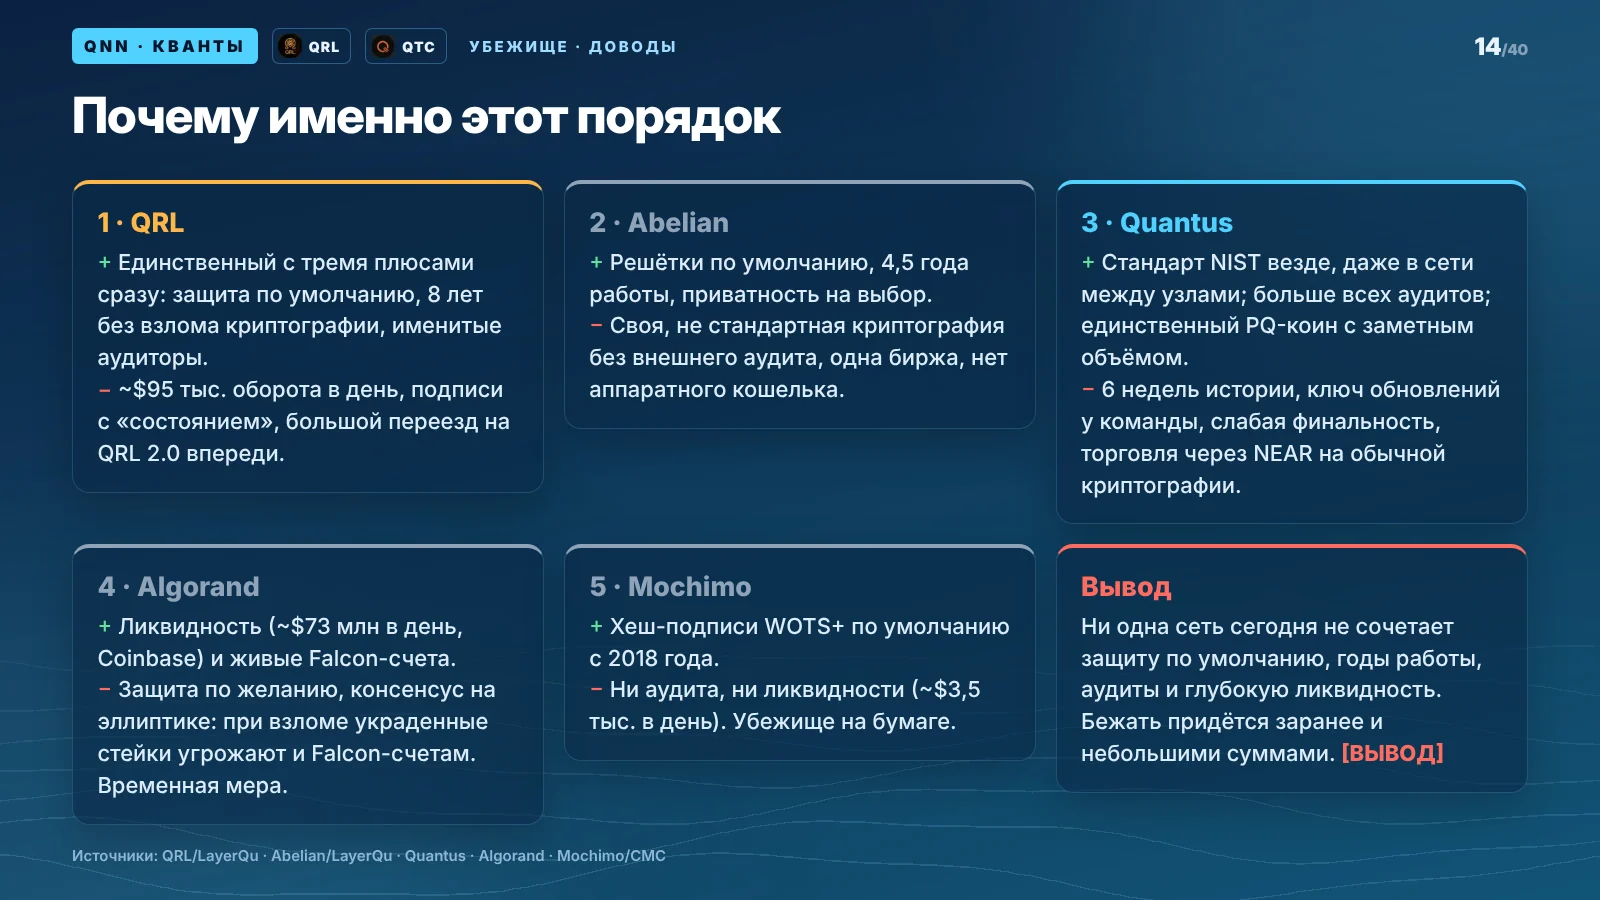 QNN · КВАНТЫ
QRL
QTC
УБЕЖИЩЕ · ДОВОДЫ
14/40
Почему именно этот порядок
1 · QRL
+ Единственный с тремя плюсами
сразу: защита по умолчанию, 8 лет
без взлома криптографии, именитые
аудиторы.
− ~$95 тыс. оборота в день, подписи
с «состоянием», большой переезд на
QRL 2.0 впереди.
2 · Abelian
+ Решётки по умолчанию, 4,5 года
работы, приватность на выбор.
− Своя, не стандартная криптография
без внешнего аудита, одна биржа, нет
аппаратного кошелька.
3 · Quantus
+ Стандарт NIST везде, даже в сети
между узлами; больше всех аудитов;
единственный PQ-коин с заметным
объёмом.
− 6 недель истории, ключ обновлений
у команды, слабая финальность,
торговля через NEAR на обычной
криптографии.
4 · Algorand
+ Ликвидность (~$73 млн в день,
Coinbase) и живые Falcon-счета.
− Защита по желанию, консенсус на
эллиптике: при взломе украденные
стейки угрожают и Falcon-счетам.
Временная мера.
5 · Mochimo
+ Хеш-подписи WOTS+ по умолчанию
с 2018 года.
− Ни аудита, ни ликвидности (~$3,5
тыс. в день). Убежище на бумаге.
Вывод
Ни одна сеть сегодня не сочетает
защиту по умолчанию, годы работы,
аудиты и глубокую ликвидность.
Бежать придётся заранее и
небольшими суммами. [ВЫВОД]
Источники: QRL/LayerQu · Abelian/LayerQu · Quantus · Algorand · Mochimo/CMC